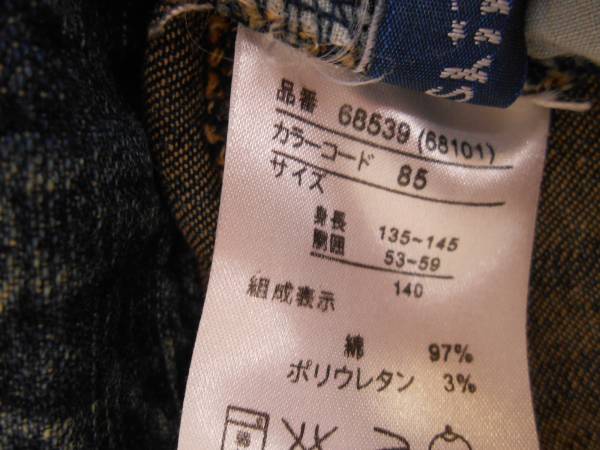 品番 68539 (68101)
カラーコード 85
サイズ
身長 135~145
胴囲 53~59
140
組成表示
綿 97%
ポリウレタン 3%